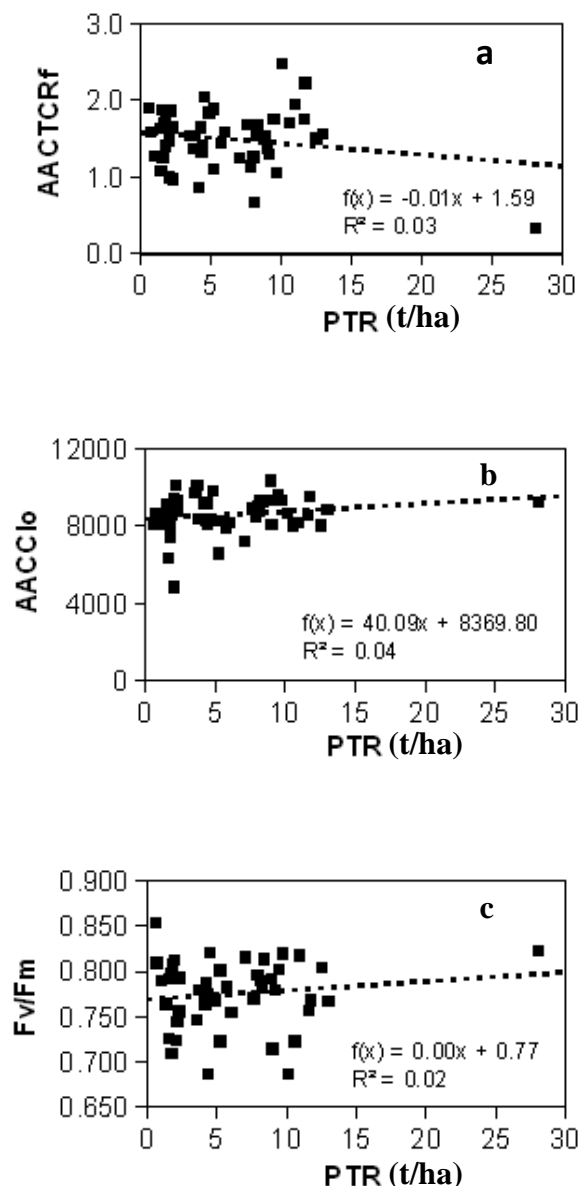 3.0
a
2.0
1.0
0.0
AACTCRf
f(x) = -0.01x + 1.59
R² = 0.03
0 5 10 15 20 25 30
PTR (t/ha)
12000
b
8000
4000
0
AACClo
f(x) = 40.09x + 8369.80
R² = 0.04
0 5 10 15 20 25 30
PTR (t/ha)
0.900
c
0.850
0.800
0.750
0.700
0.650
Fv/Fm
f(x) = 0.00x + 0.77
R² = 0.02
0 5 10 15 20 25 30
PTR (t/ha)